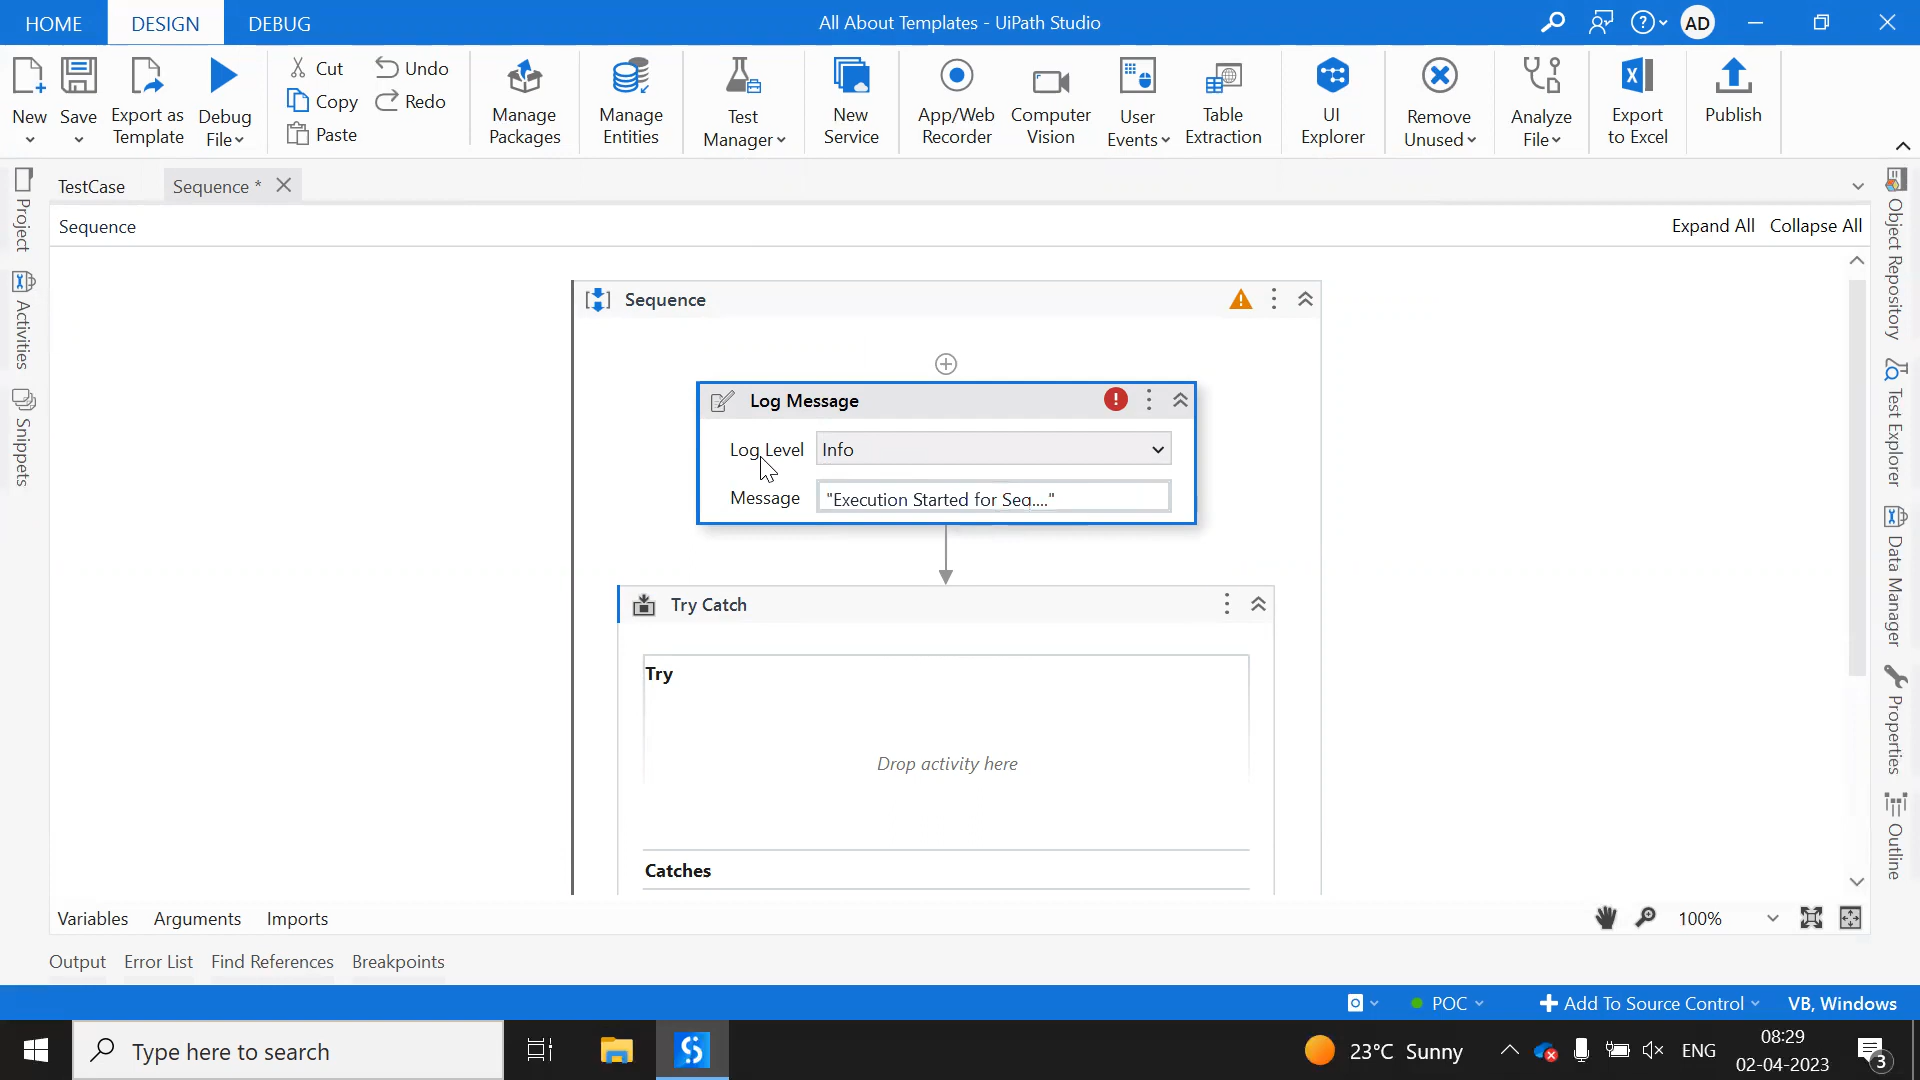 HOME DESIGN DEBUG All About Templates - UiPath Studio AD
New Save Export as Template Debug File Cut Copy Paste Undo Redo Manage Packages Manage Entities Test Manager New Service App/Web Recorder Computer Vision User Events Table Extraction UI Explorer Remove Unused Analyze File Export to Excel Publish
TestCase Sequence *
Sequence Expand All Collapse All
Project
Activities
Snippets
Sequence
Log Message
Log Level Info
Message "Execution Started for Seq...."
Try Catch
Try
Drop activity here
Catches
Object Repository
Test Explorer
Data Manager
Properties
Outline
Variables Arguments Imports 100%
Output Error List Find References Breakpoints
POC Add To Source Control VB, Windows
Type here to search 23°C Sunny ENG 08:29
02-04-2023 3